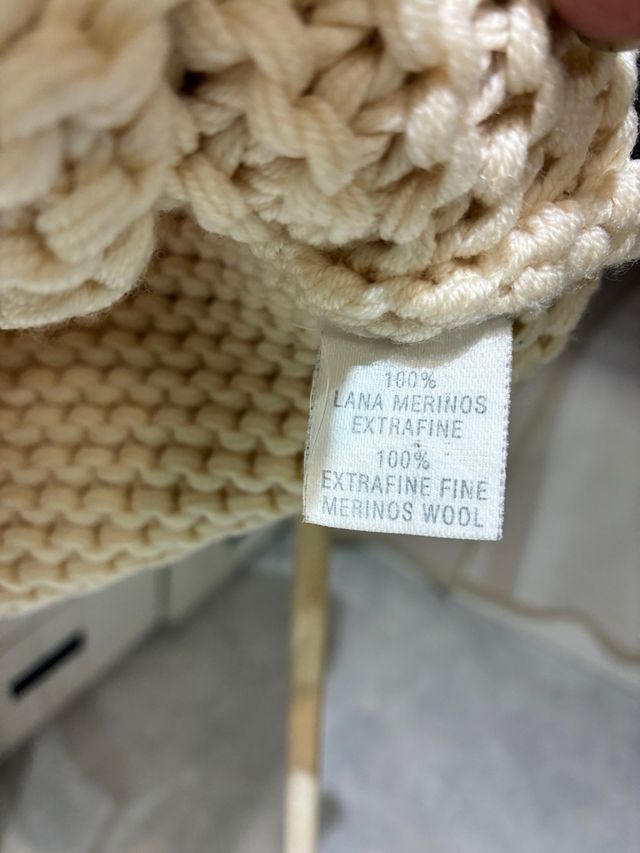 100%
LANA MERINOS
EXTRAFINE
100%
EXTRAFINE FINE
MERINOS WOOL